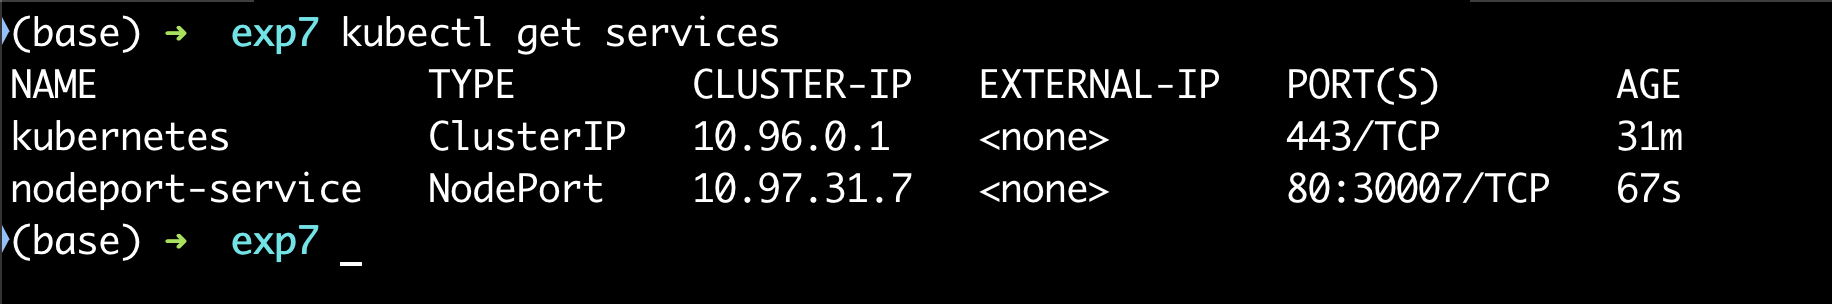 (base) ➜  exp7 kubectl get services
NAME               TYPE        CLUSTER-IP   EXTERNAL-IP   PORT(S)        AGE
kubernetes         ClusterIP   10.96.0.1    <none>        443/TCP        31m
nodeport-service   NodePort    10.97.31.7   <none>        80:30007/TCP   67s
(base) ➜  exp7 _